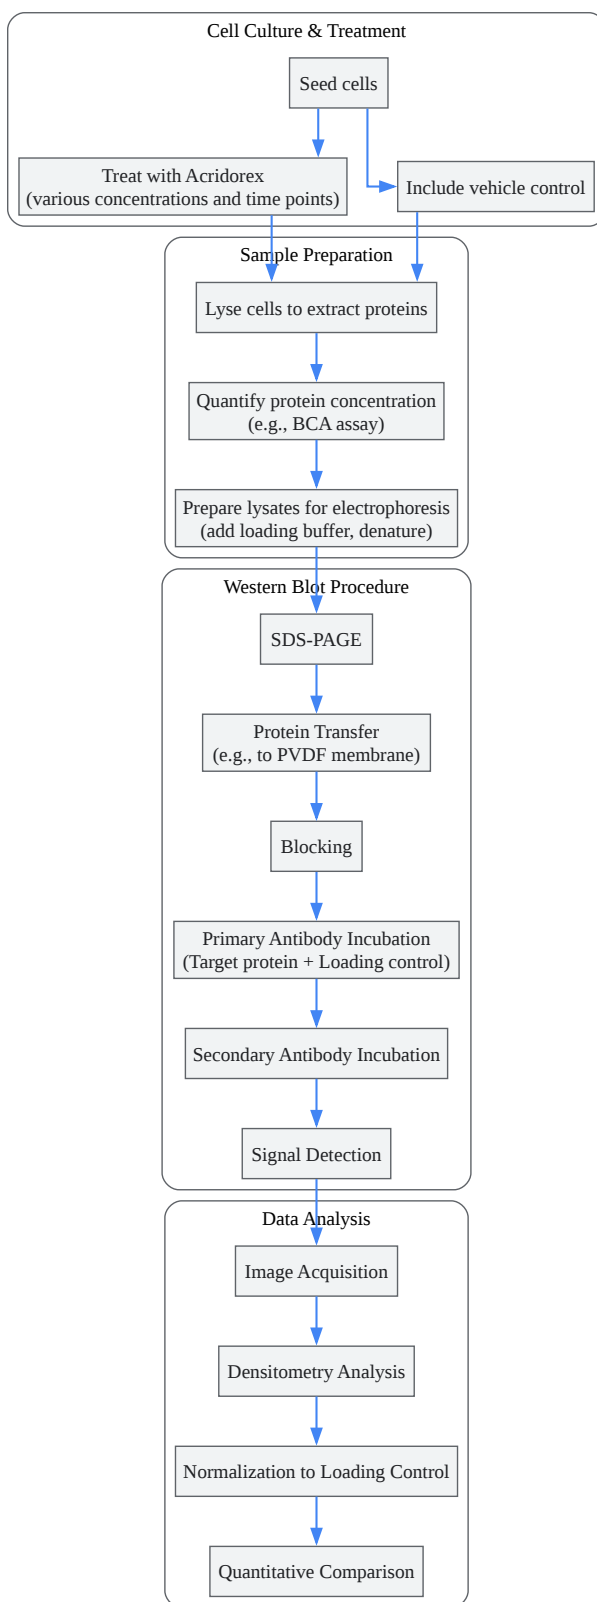 Cell Culture & Treatment
Seed cells
Treat with Acridorex
(various concentrations and time points)
Include vehicle control
Sample Preparation
Lyse cells to extract proteins
Quantify protein concentration
(e.g., BCA assay)
Prepare lysates for electrophoresis
(add loading buffer, denature)
Western Blot Procedure
SDS-PAGE
Protein Transfer
(e.g., to PVDF membrane)
Blocking
Primary Antibody Incubation
(Target protein + Loading control)
Secondary Antibody Incubation
Signal Detection
Data Analysis
Image Acquisition
Densitometry Analysis
Normalization to Loading Control
Quantitative Comparison